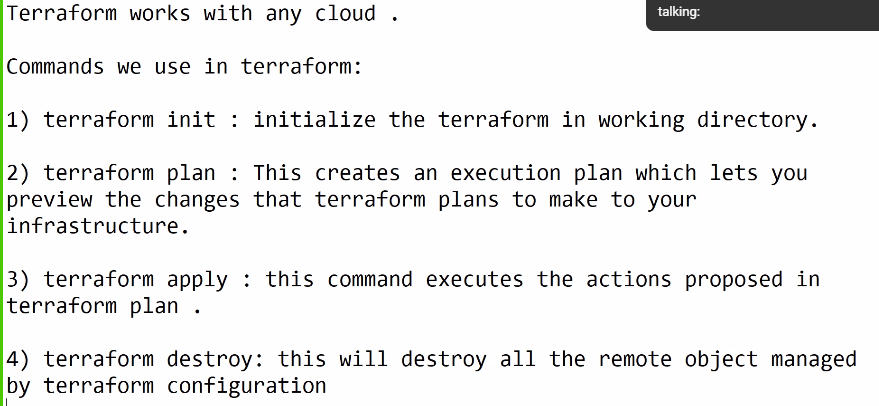 Terraform works with any cloud .
talking:
Commands we use in terraform:
1) terraform init : initialize the terraform in working directory.
2) terraform plan : This creates an execution plan which lets you
preview the changes that terraform plans to make to your
infrastructure.
3) terraform apply : this command executes the actions proposed in
terraform plan .
4) terraform destroy: this will destroy all the remote object managed
by terraform configuration